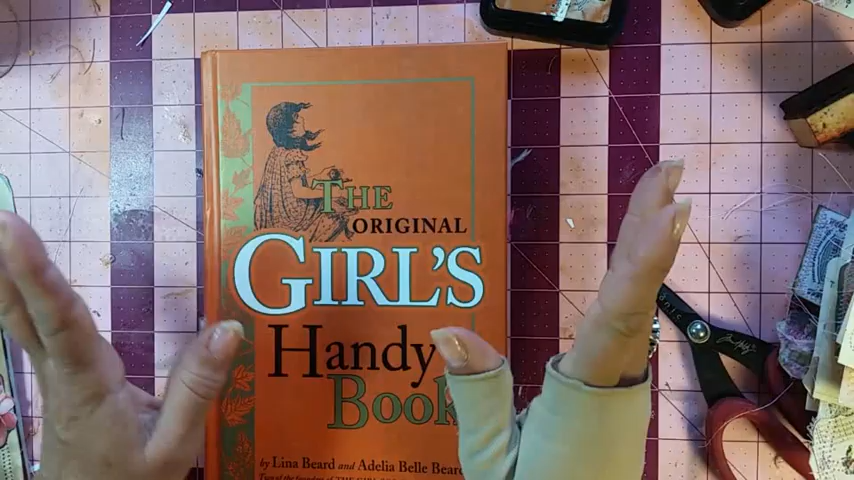 THE
ORIGINAL
GIRL'S
Handy
Book
by Lina Beard and Adelia Belle Beard